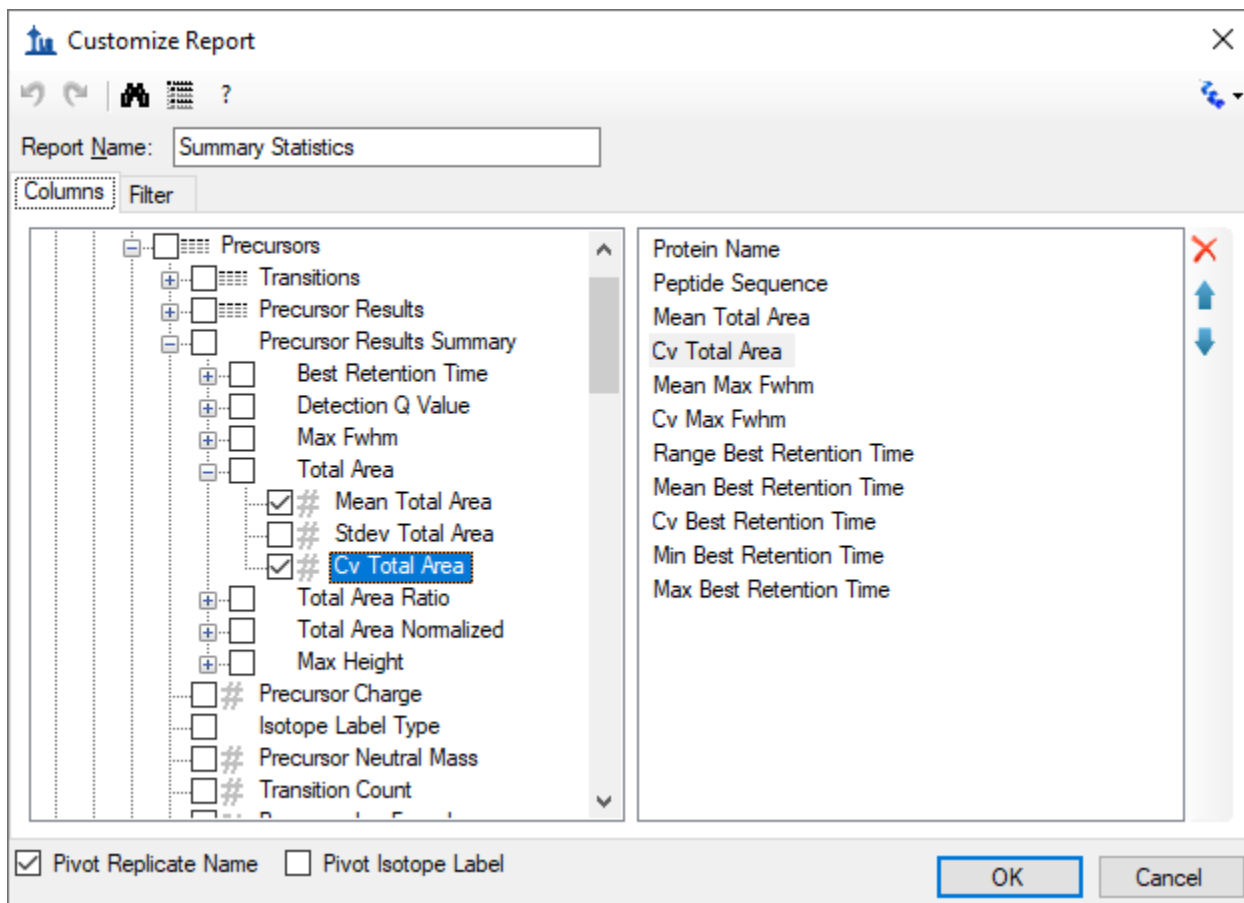 Customize Report
?
Report Name: Summary Statistics
Columns Filter
Precursors
Transitions
Precursor Results
Precursor Results Summary
Best Retention Time
Detection Q Value
Max Fwhm
Total Area
# Mean Total Area
# Stdev Total Area
# Cv Total Area
Total Area Ratio
Total Area Normalized
Max Height
# Precursor Charge
Isotope Label Type
# Precursor Neutral Mass
# Transition Count
Protein Name
Peptide Sequence
Mean Total Area
Cv Total Area
Mean Max Fwhm
Cv Max Fwhm
Range Best Retention Time
Mean Best Retention Time
Cv Best Retention Time
Min Best Retention Time
Max Best Retention Time
Pivot Replicate Name Pivot Isotope Label
OK Cancel